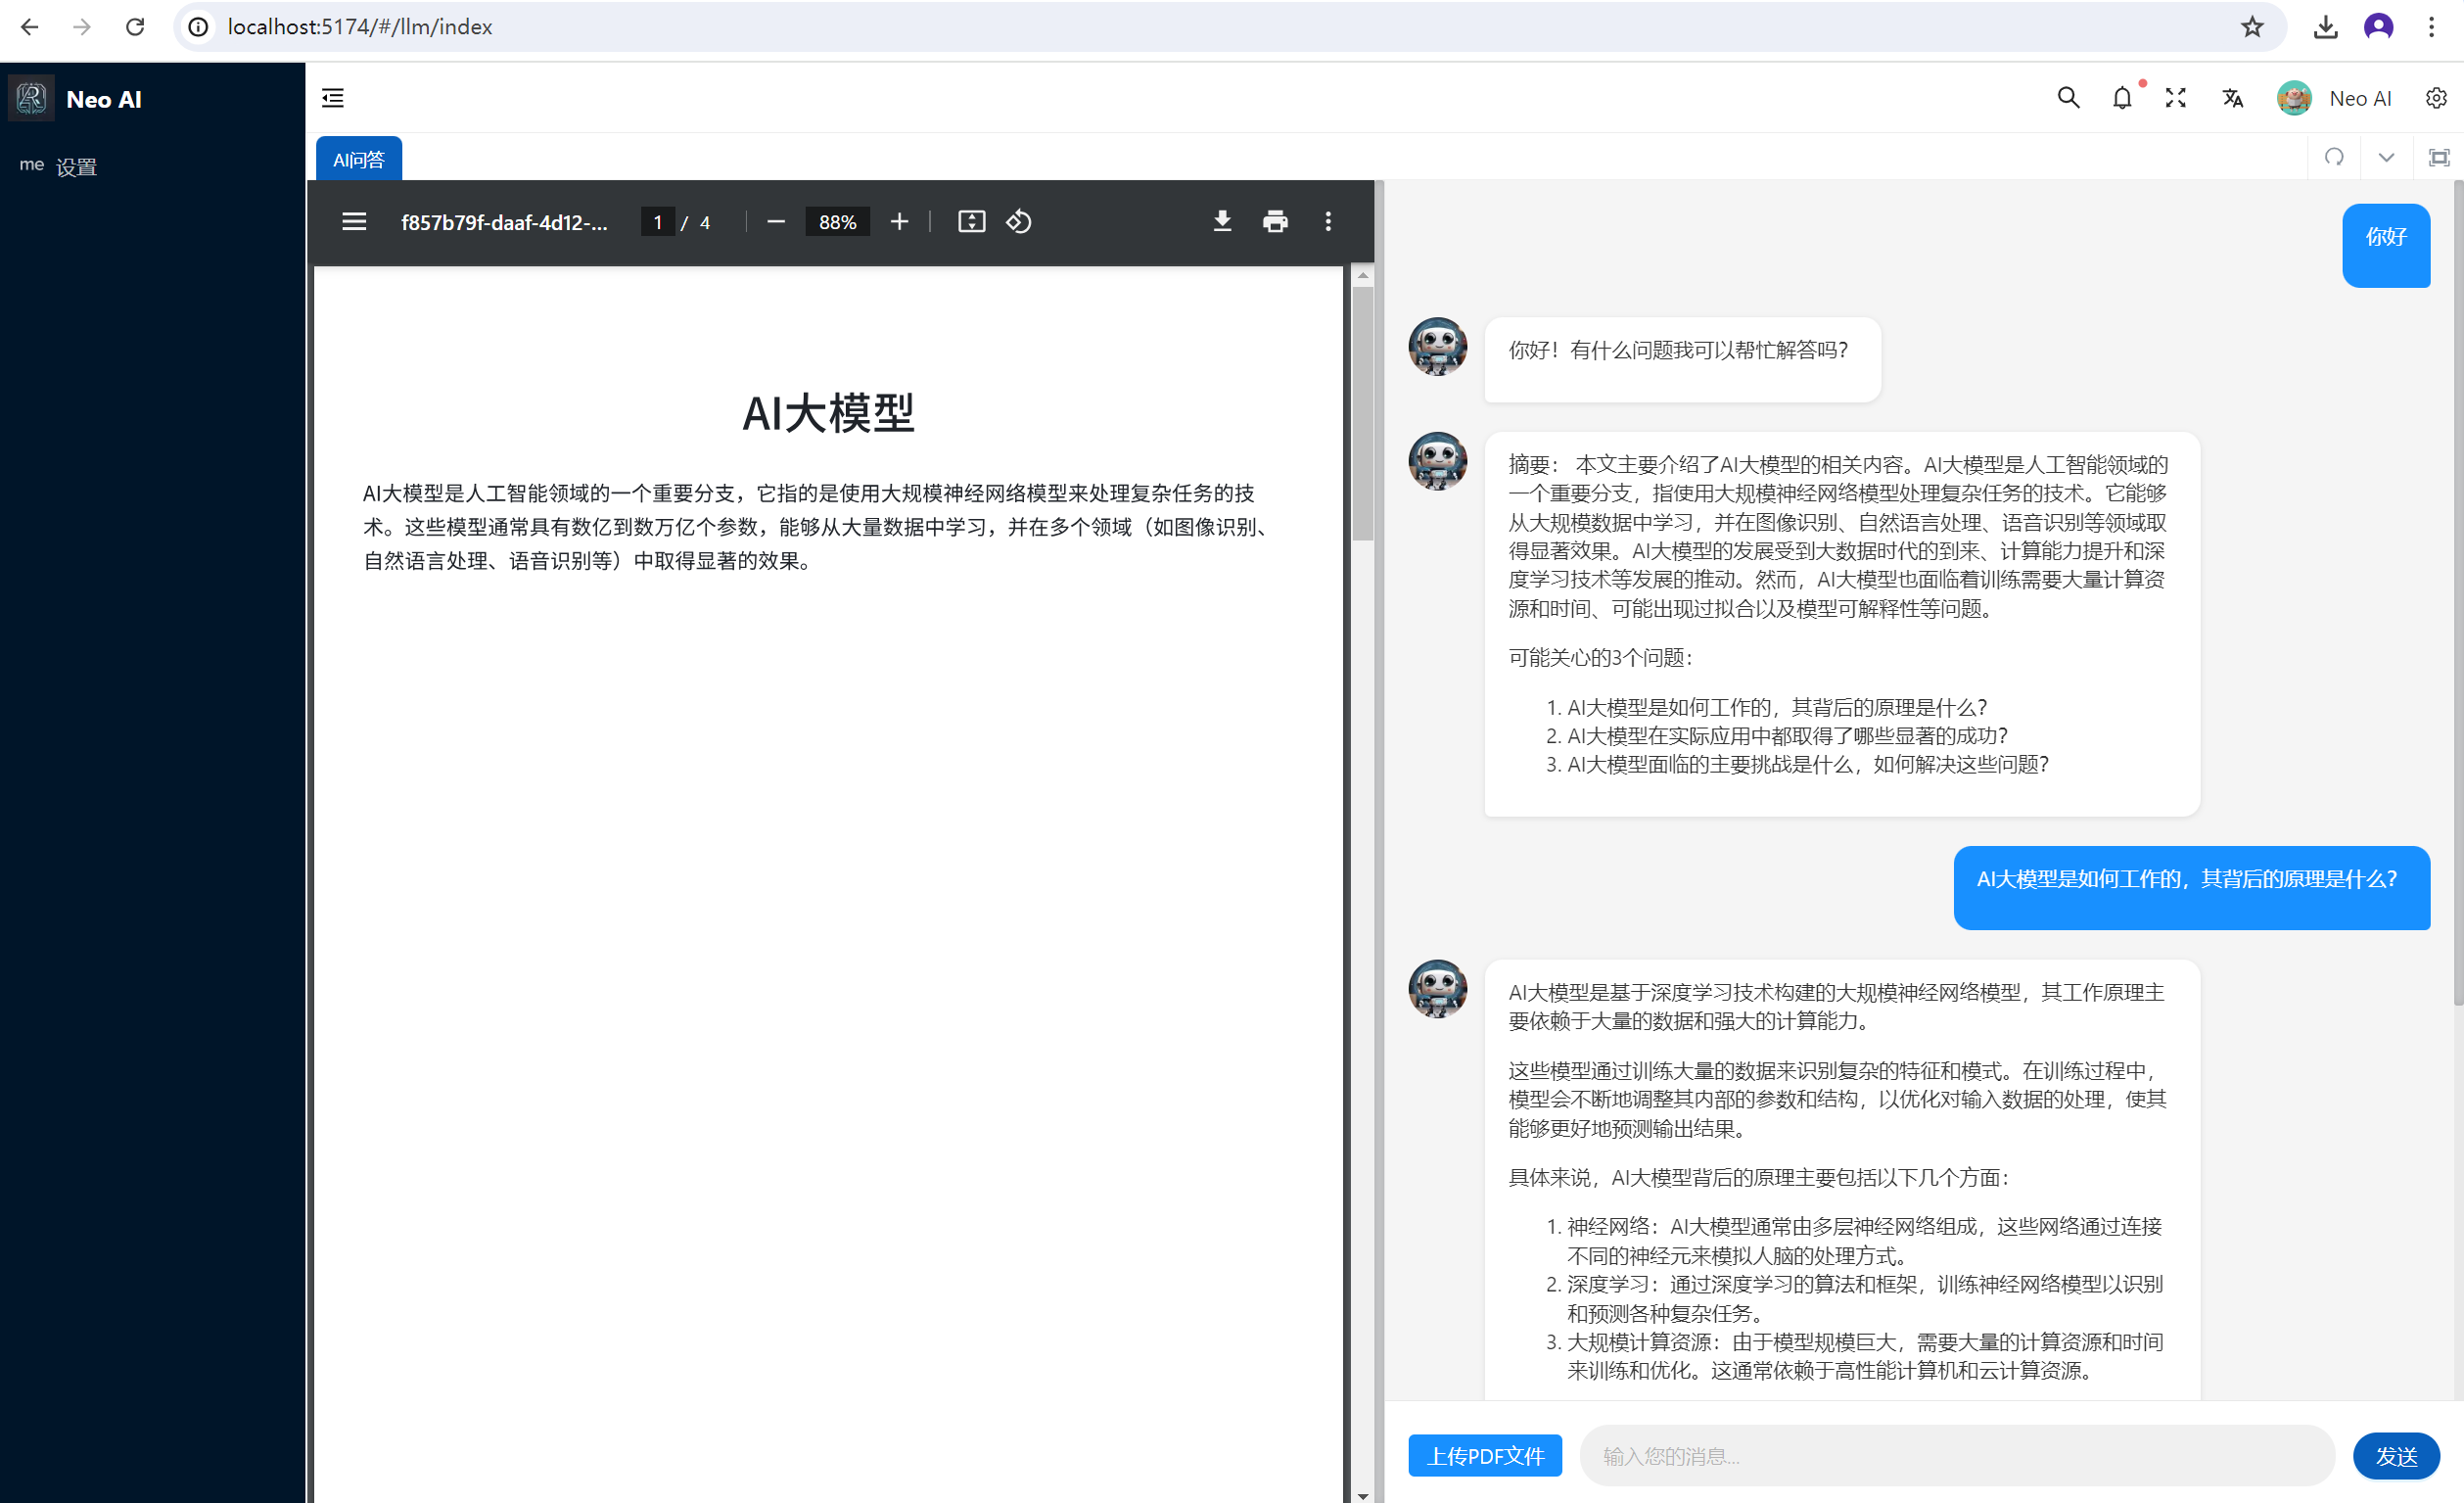 localhost:5174/#/llm/index
Neo AI
Neo AI
me 设置
AI问答
f857b79f-daaf-4d12-...
1 / 4
88%
AI大模型
AI大模型是人工智能领域的一个重要分支，它指的是使用大规模神经网络模型来处理复杂任务的技
术。这些模型通常具有数亿到数万亿个参数，能够从大量数据中学习，并在多个领域（如图像识别、
自然语言处理、语音识别等）中取得显著的效果。
你好
你好！有什么问题我可以帮忙解答吗？
摘要： 本文主要介绍了AI大模型的相关内容。AI大模型是人工智能领域的
一个重要分支，指使用大规模神经网络模型处理复杂任务的技术。它能够
从大规模数据中学习，并在图像识别、自然语言处理、语音识别等领域取
得显著效果。AI大模型的发展受到大数据时代的到来、计算能力提升和深
度学习技术等发展的推动。然而，AI大模型也面临着训练需要大量计算资
源和时间、可能出现过拟合以及模型可解释性等问题。
可能关心的3个问题：
1. AI大模型是如何工作的，其背后的原理是什么？
2. AI大模型在实际应用中都取得了哪些显著的成功？
3. AI大模型面临的主要挑战是什么，如何解决这些问题？
AI大模型是如何工作的，其背后的原理是什么？
AI大模型是基于深度学习技术构建的大规模神经网络模型，其工作原理主
要依赖于大量的数据和强大的计算能力。
这些模型通过训练大量的数据来识别复杂的特征和模式。在训练过程中，
模型会不断地调整其内部的参数和结构，以优化对输入数据的处理，使其
能够更好地预测输出结果。
具体来说，AI大模型背后的原理主要包括以下几个方面：
1. 神经网络：AI大模型通常由多层神经网络组成，这些网络通过连接
不同的神经元来模拟人脑的处理方式。
2. 深度学习：通过深度学习的算法和框架，训练神经网络模型以识别
和预测各种复杂任务。
3. 大规模计算资源：由于模型规模巨大，需要大量的计算资源和时间
来训练和优化。这通常依赖于高性能计算机和云计算资源。
上传PDF文件
输入您的消息...
发送